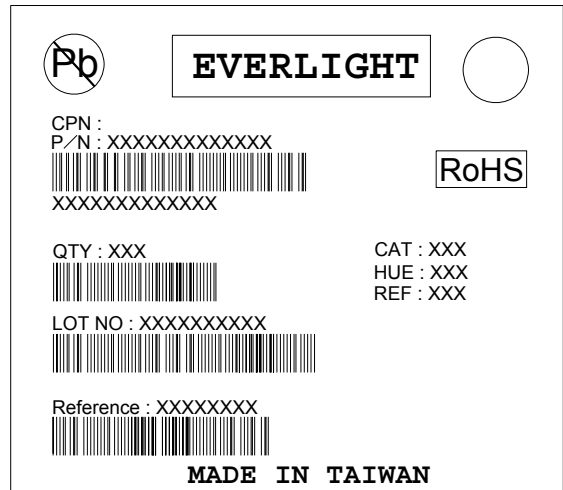 Pb
EVERLIGHT
CPN :
P/N : XXXXXXXXXXXXX
RoHS
XXXXXXXXXXXXX
QTY : XXX
CAT : XXX
HUE : XXX
REF : XXX
LOT NO : XXXXXXXXXX
Reference : XXXXXXXX
MADE IN TAIWAN